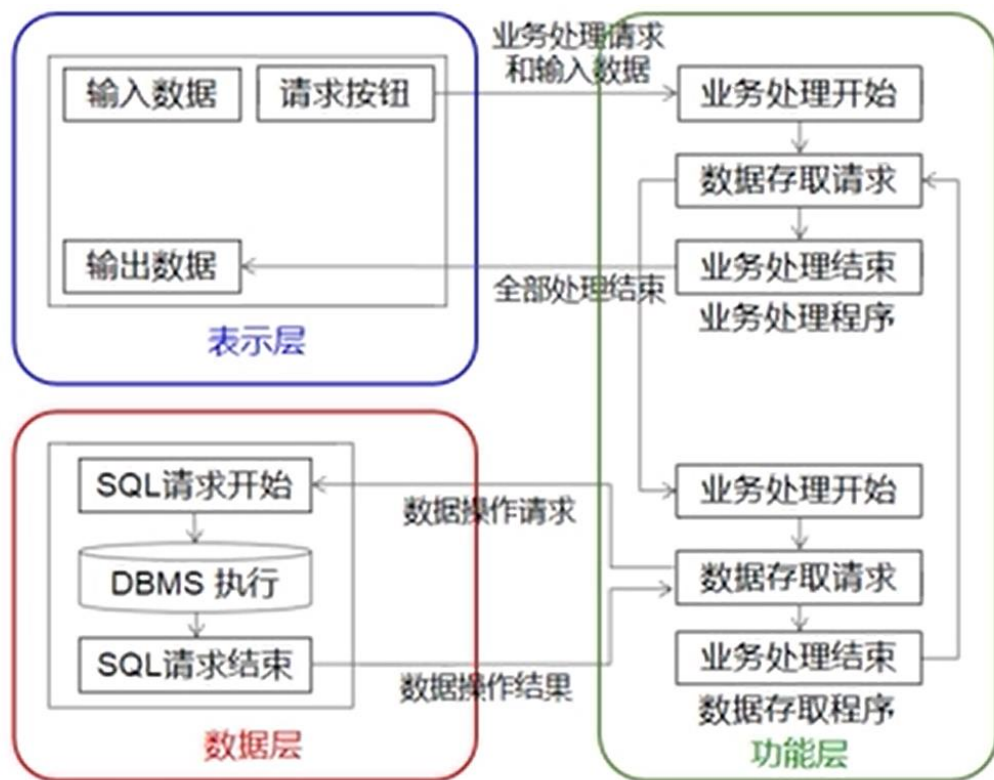 输入数据
请求按钮
输出数据
表示层
业务处理请求
和输入数据
全部处理结束
业务处理开始
数据存取请求
业务处理结束
业务处理程序
SQL请求开始
DBMS 执行
SQL请求结束
数据层
数据操作请求
数据操作结果
业务处理开始
数据存取请求
业务处理结束
数据存取程序
功能层